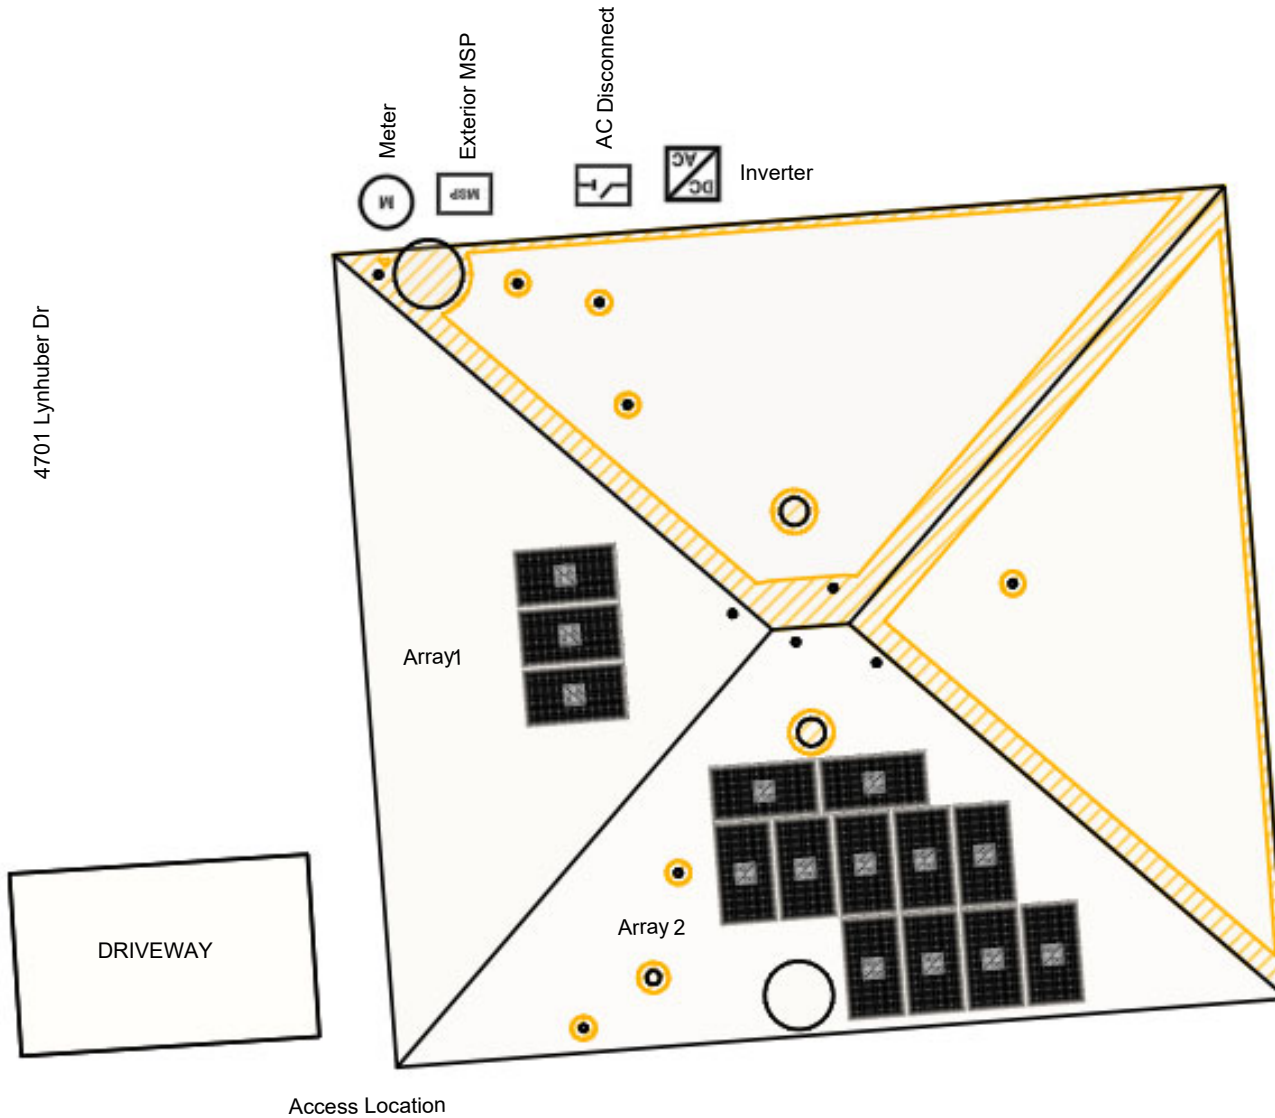 Meter
Exterior MSP
AC Disconnect
M
MSP
AC
DC
Inverter
4701 Lynhuber Dr
Array1
Array 2
DRIVEWAY
Access Location